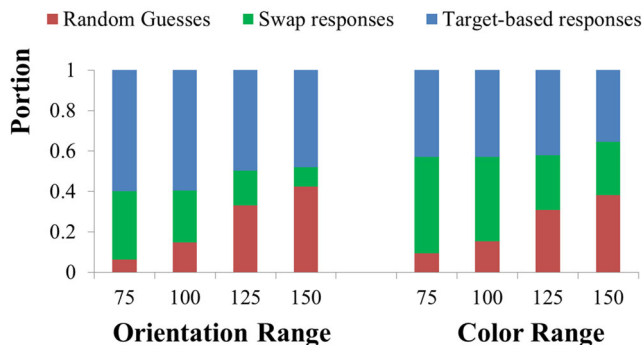 Random Guesses Swap responses Target-based responses
Portion
1
0.8
0.6
0.4
0.2
0
75 100 125 150 75 100 125 150
Orientation Range Color Range